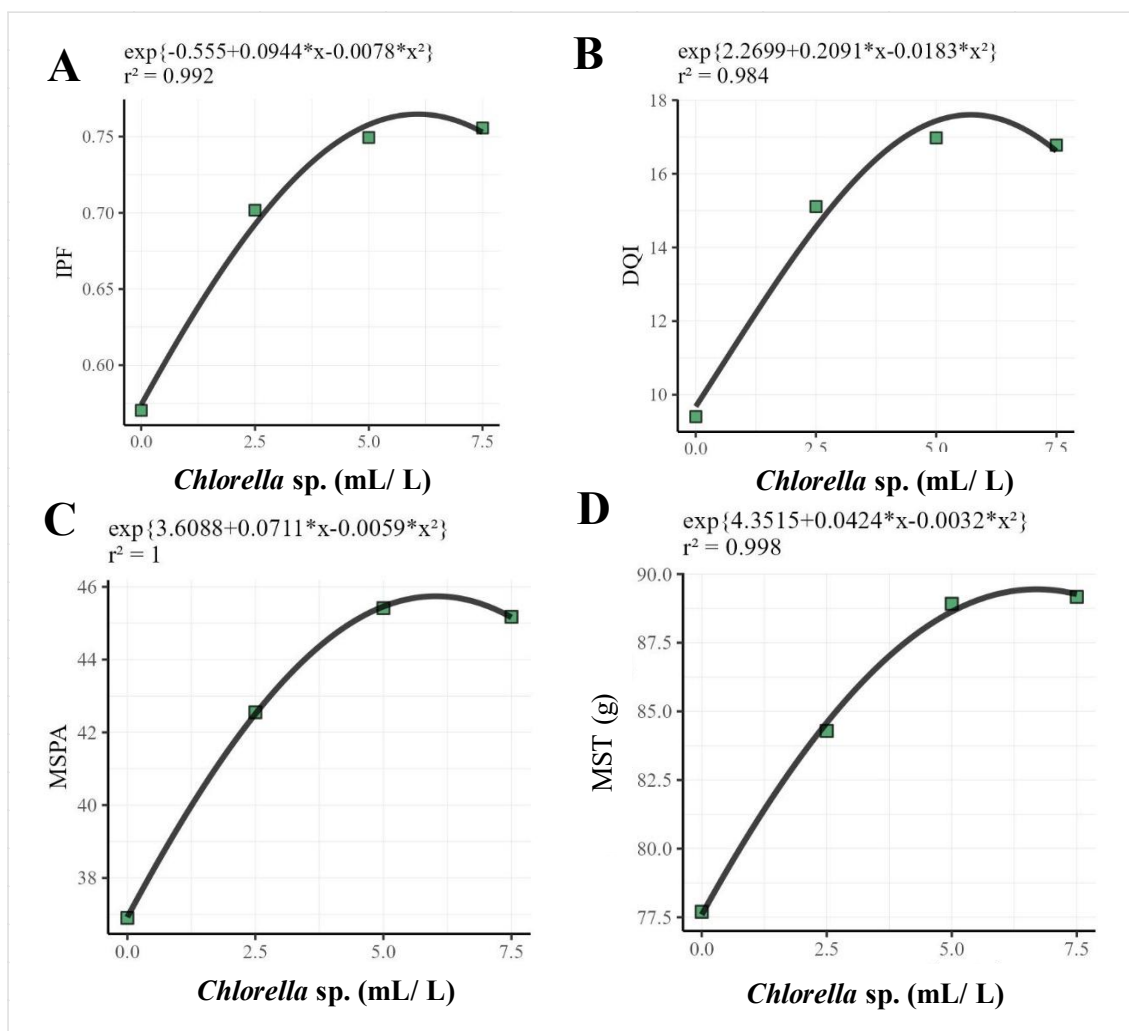 A
exp{-0.555+0.0944*x-0.0078*x²}
r² = 0.992
IPF
0.75
0.70
0.65
0.60
0.0 2.5 5.0 7.5
Chlorella sp. (mL/ L)
B
exp{2.2699+0.2091*x-0.0183*x²}
r² = 0.984
DQI
18
16
14
12
10
0.0 2.5 5.0 7.5
Chlorella sp. (mL/ L)
C
exp{3.6088+0.0711*x-0.0059*x²}
r² = 1
MSPA
46
44
42
40
38
0.0 2.5 5.0 7.5
Chlorella sp. (mL/ L)
D
exp{4.3515+0.0424*x-0.0032*x²}
r² = 0.998
MST (g)
90.0
87.5
85.0
82.5
80.0
77.5
0.0 2.5 5.0 7.5
Chlorella sp. (mL/ L)